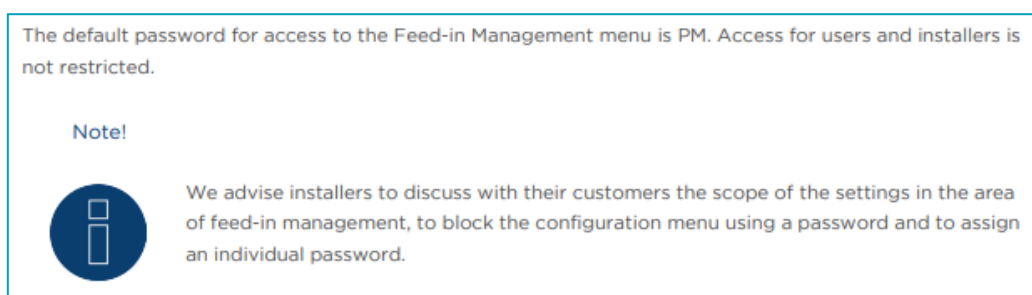 The default password for access to the Feed-in Management menu is PM. Access for users and installers is
not restricted.
Note!
We advise installers to discuss with their customers the scope of the settings in the area
of feed-in management, to block the configuration menu using a password and to assign
an individual password.